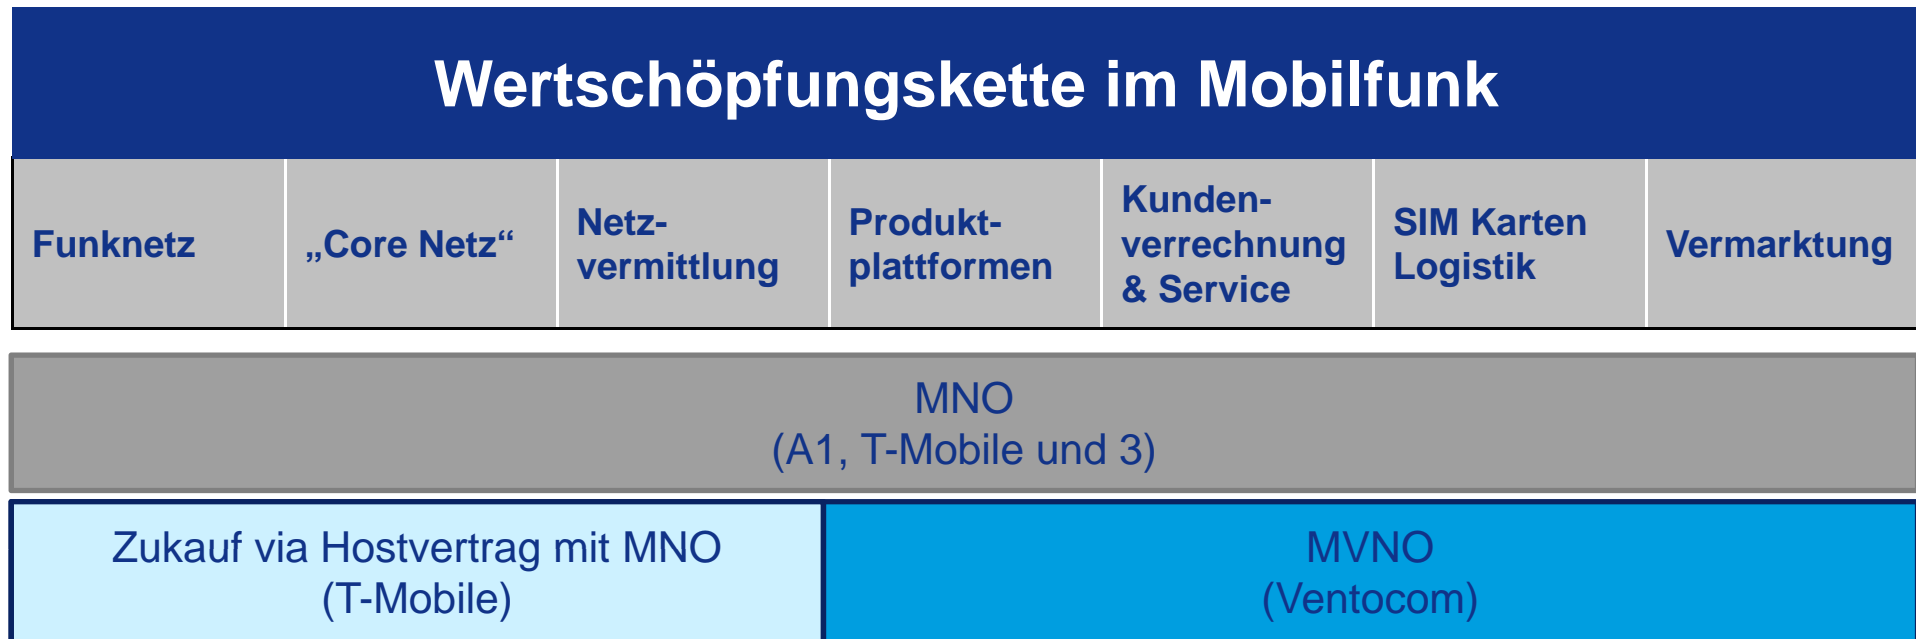 Wertschöpfungskette im Mobilfunk
Funknetz
„Core Netz“
Netz-
vermittlung
Produkt-
plattformen
Kunden-
verrechnung
& Service
SIM Karten
Logistik
Vermarktung
MNO
(A1, T-Mobile und 3)
Zukauf via Hostvertrag mit MNO
(T-Mobile)
MVNO
(Ventocom)